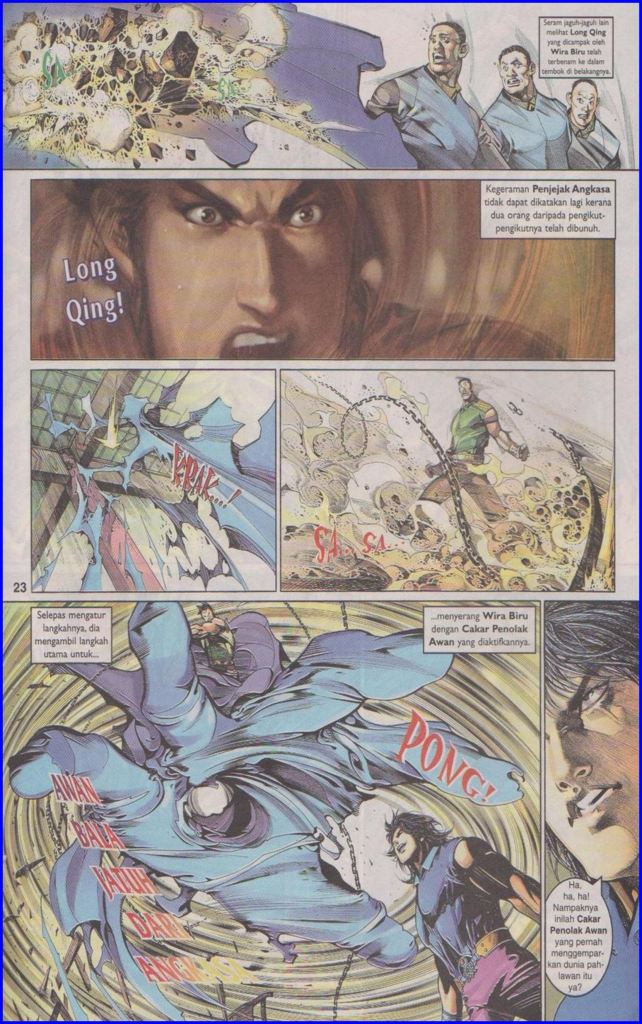 SA...
SA..
Seram jaguh-jaguh lain
melihat Long Qing
yang dicampak oleh
Wira Biru telah
terbenam ke dalam
tembok di belakangnya.
Kegeraman Penjejak Angkasa
tidak dapat dikatakan lagi kerana
dua orang daripada pengikut-
pengikutnya telah dibunuh.
Long
Qing!
KRAK...!
SA... SA..
23
Selepas mengatur
langkahnya, dia
mengambil langkah
utama untuk...
...menyerang Wira Biru
dengan Cakar Penolak
Awan yang diaktifkannya.
PONG!
AWAN
BALA
JATUH
DARI
ANGKASA
Ha,
ha, ha!
Nampaknya
inilah Cakar
Penolak Awan
yang pernah
menggempar-
kan dunia pah-
lawan itu
ya?